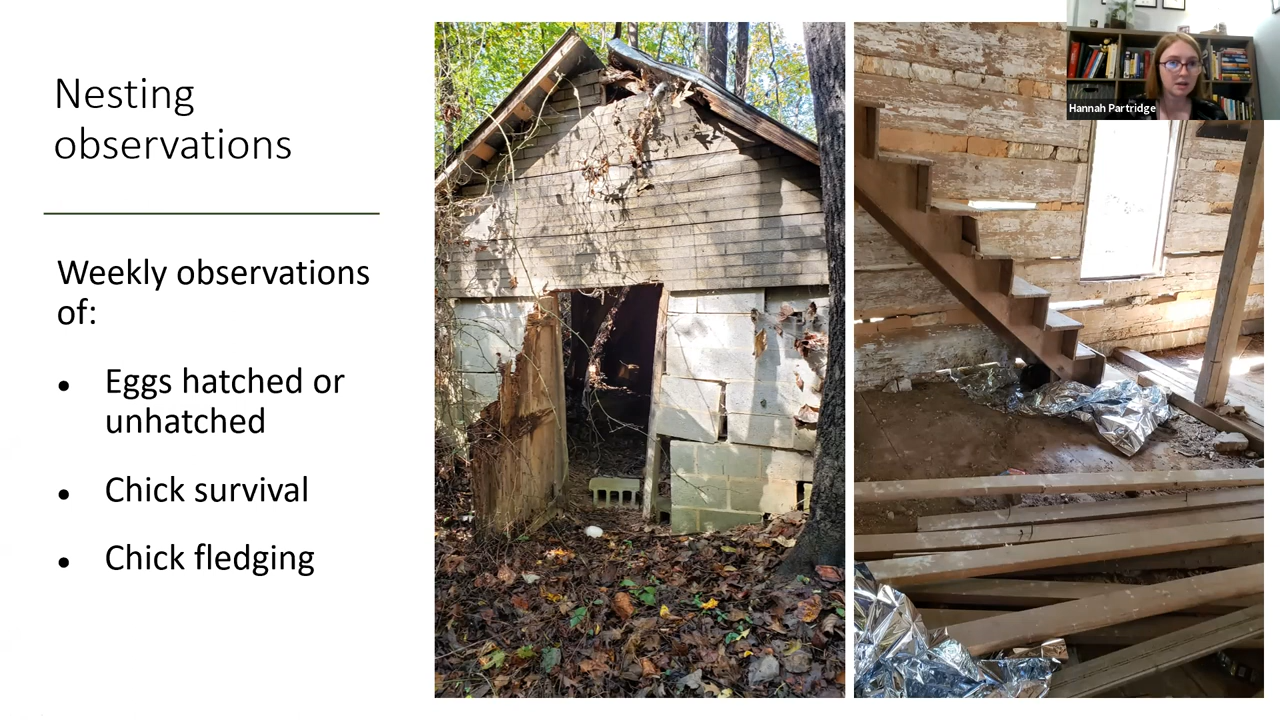 Nesting
observations
Weekly observations
of:
• Eggs hatched or
unhatched
• Chick survival
• Chick fledging
Hannah Partridge